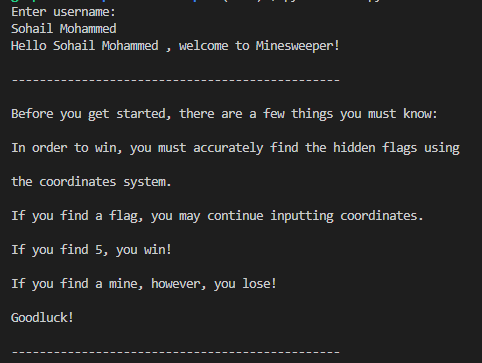 Enter username:
Sohail Mohammed
Hello Sohail Mohammed , welcome to Minesweeper!
-----------------------------------------------
Before you get started, there are a few things you must know:
In order to win, you must accurately find the hidden flags using
the coordinates system.
If you find a flag, you may continue inputting coordinates.
If you find 5, you win!
If you find a mine, however, you lose!
Goodluck!
-----------------------------------------------